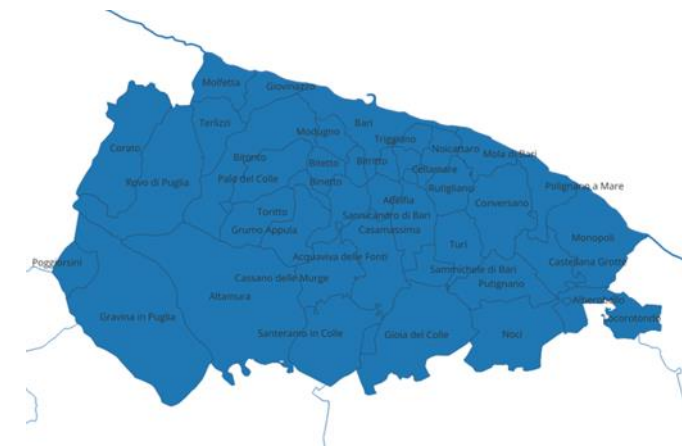 Molfetta
Giovinazzo
Terlizzi
Bari
Modugno
Triggiano
Corato
Noicattaro
Bitonto
Mola di Bari
Bitetto
Bitritto
Cellamare
Ruvo di Puglia
Palo del Colle
Binetto
Rutigliano
Polignano a Mare
Adelfia
Conversano
Toritto
Sannicandro di Bari
Grumo Appula
Casamassima
Monopoli
Turi
Acquaviva delle Fonti
Castellana Grotte
Poggiorsini
Sammichele di Bari
Cassano delle Murge
Putignano
Altamura
Alberobello
Gravina in Puglia
Locorotondo
Santeramo in Colle
Gioia del Colle
Noci